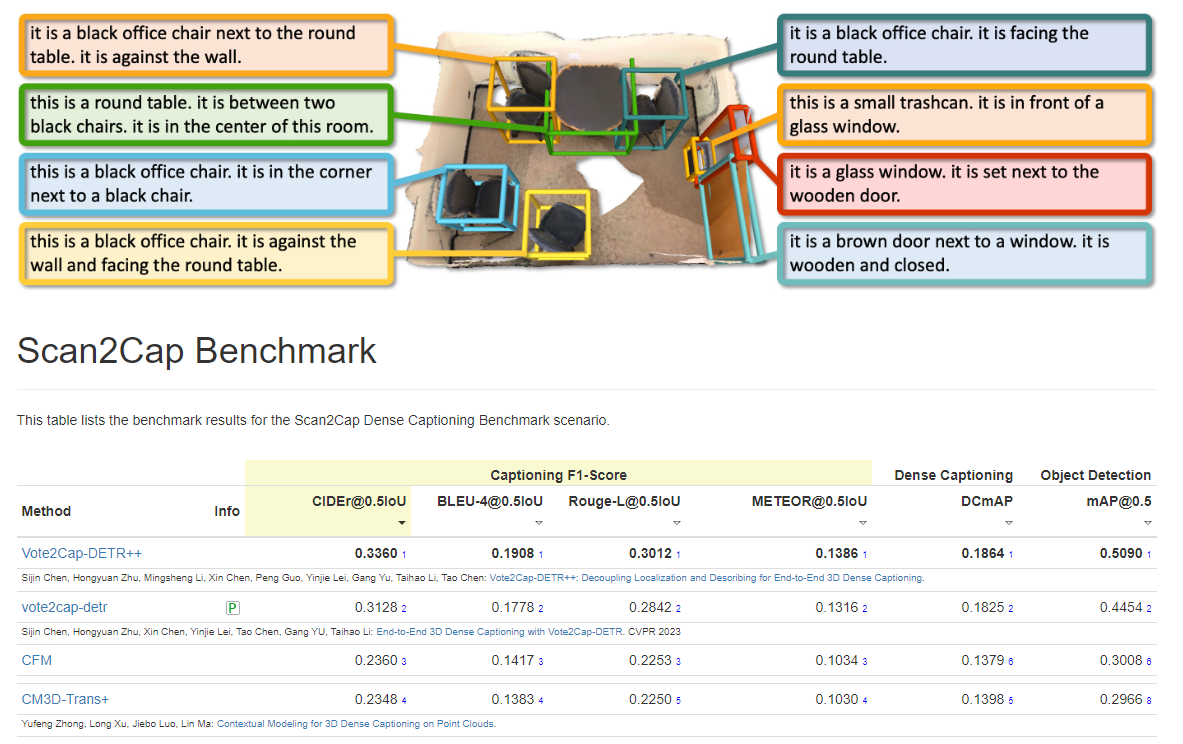 it is a black office chair next to the round
table. it is against the wall.
this is a round table. it is between two
black chairs. it is in the center of this room.
this is a black office chair. it is in the corner
next to a black chair.
this is a black office chair. it is against the
wall and facing the round table.
it is a black office chair. it is facing the
round table.
this is a small trashcan. it is in front of a
glass window.
it is a glass window. it is set next to the
wooden door.
it is a brown door next to a window. it is
wooden and closed.
Scan2Cap Benchmark
This table lists the benchmark results for the Scan2Cap Dense Captioning Benchmark scenario.
Captioning F1-Score Dense Captioning Object Detection
Method Info CIDEr@0.5IoU BLEU-4@0.5IoU Rouge-L@0.5IoU METEOR@0.5IoU DCmAP mAP@0.5
Vote2Cap-DETR++ 0.3360 1 0.1908 1 0.3012 1 0.1386 1 0.1864 1 0.5090 1
Sijin Chen, Hongyuan Zhu, Mingsheng Li, Xin Chen, Peng Guo, Yinjie Lei, Gang Yu, Taihao Li, Tao Chen: Vote2Cap-DETR++: Decoupling Localization and Describing for End-to-End 3D Dense Captioning.
vote2cap-detr P 0.3128 2 0.1778 2 0.2842 2 0.1316 2 0.1825 2 0.4454 2
Sijin Chen, Hongyuan Zhu, Xin Chen, Yinjie Lei, Tao Chen, Gang YU, Taihao Li: End-to-End 3D Dense Captioning with Vote2Cap-DETR. CVPR 2023
CFM 0.2360 3 0.1417 3 0.2253 3 0.1034 3 0.1379 6 0.3008 6
CM3D-Trans+ 0.2348 4 0.1383 4 0.2250 5 0.1030 4 0.1398 5 0.2966 8
Yufeng Zhong, Long Xu, Jiebo Luo, Lin Ma: Contextual Modeling for 3D Dense Captioning on Point Clouds.